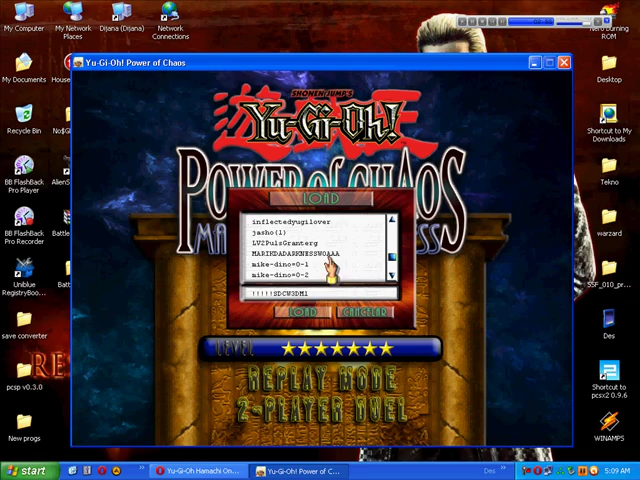 My Computer
My Network Places
Dijana (Dijana)
Network Connections
Nero Burning ROM
Yu-Gi-Oh! Power of Chaos
My Documents
Desktop
SHONEN JUMP'S
遊戯王
Yu-Gi-Oh!
POWER OF CHAOS
Recycle Bin
Shortcut to My Downloads
LOAD
inflectedyugilover
jasho(l)
LV2PulsGranterg
MARIKDADARKNESSWOAAA
mike-dino=0-1
mike-dino=0-2
!!!!!SDCW3DM1
LOAD
CANCELAR
BB FlashBack Pro Player
Tekno
BB FlashBack Pro Recorder
warzard
Uniblue RegistryBoo...
SSF_010_pr...
save converter
Des
LEVEL
REPLAY MODE
2-PLAYER DUEL
pcsp v0.3.0
Shortcut to pcsx2 0.9.6
New progs
WINAMPS
start
Yu-Gi-Oh Hamachi On...
Yu-Gi-Oh! Power of C...
Des
5:09 AM